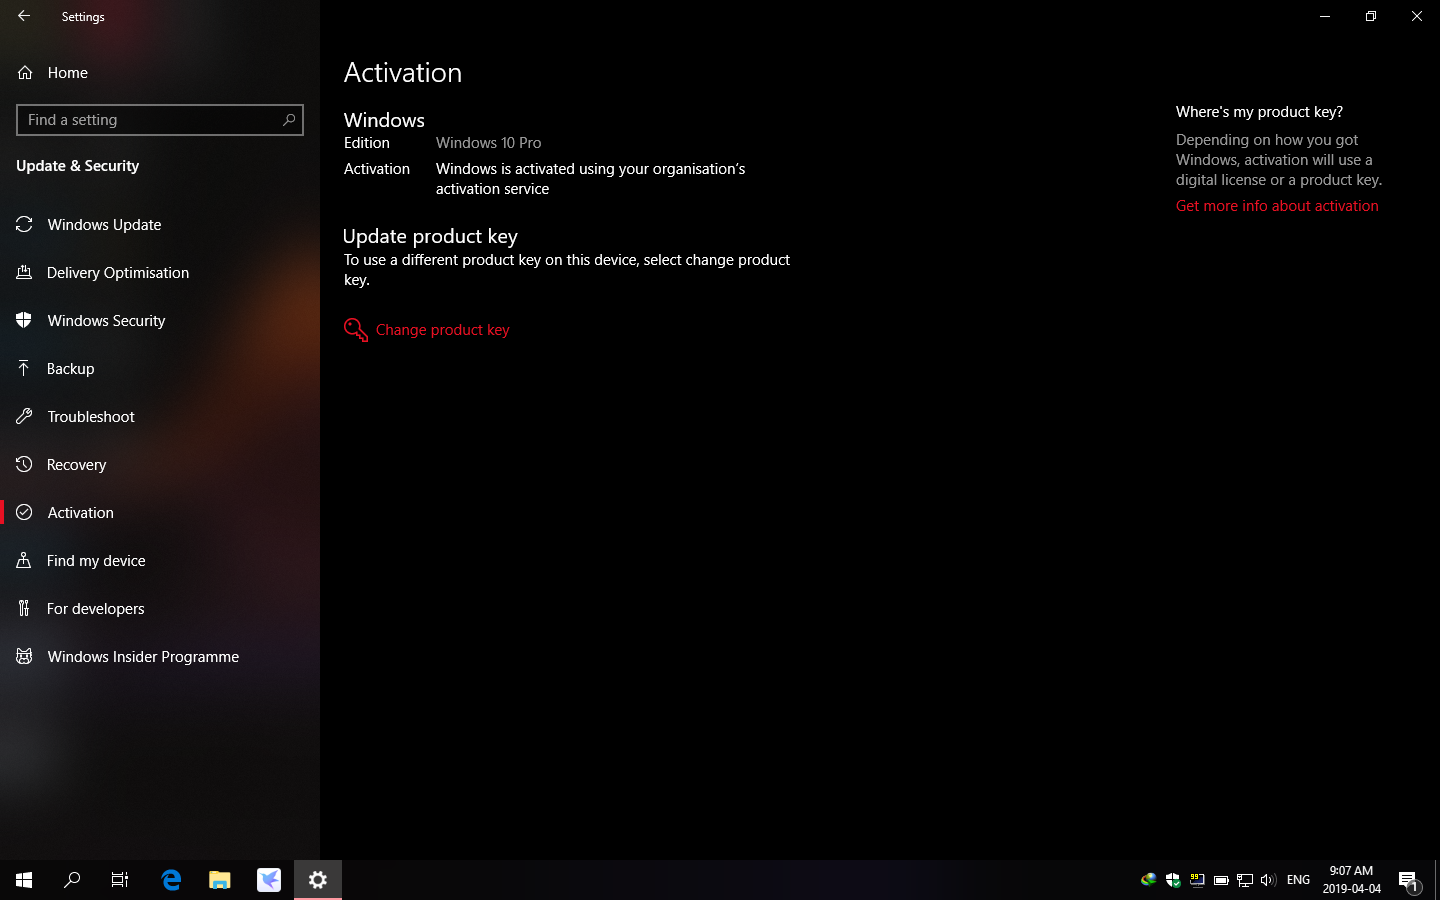 Settings
Home
Find a setting
Update & Security
Windows Update
Delivery Optimisation
Windows Security
Backup
Troubleshoot
Recovery
Activation
Find my device
For developers
Windows Insider Programme
Activation
Windows
Edition Windows 10 Pro
Activation Windows is activated using your organisation's
activation service
Update product key
To use a different product key on this device, select change product
key.
Change product key
Where's my product key?
Depending on how you got
Windows, activation will use a
digital license or a product key.
Get more info about activation
99
ENG
9:07 AM
2019-04-04
1